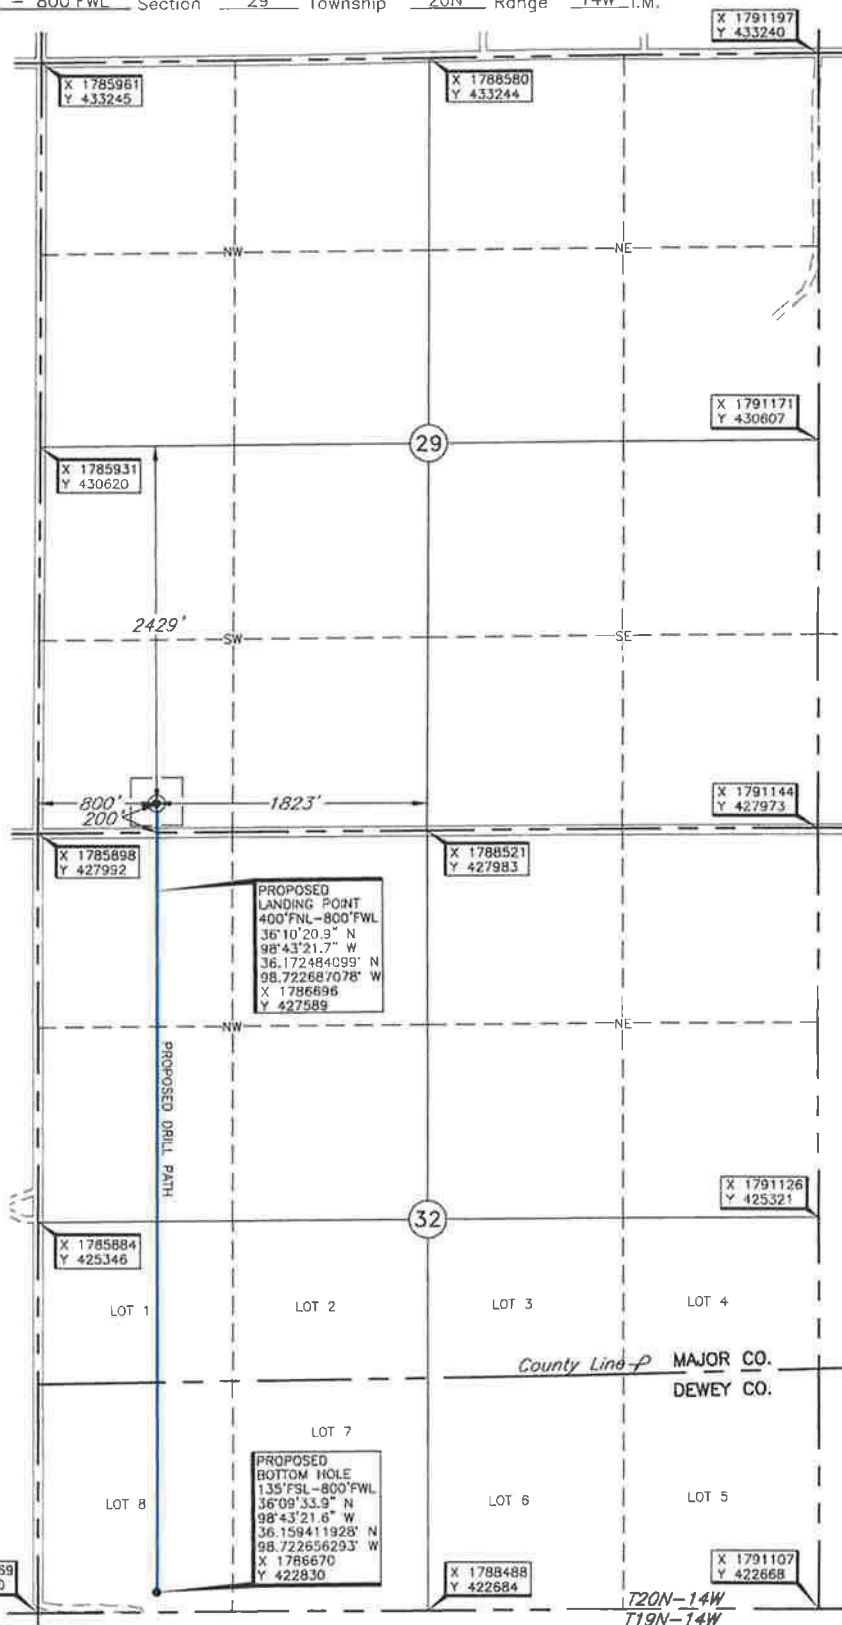 800'FWL Section 29 Township 20N Range 14W I.M.
X 1791197
Y 433240
X 1785961
Y 433245
X 1788580
Y 433244
NW
NE
X 1791171
Y 430607
29
X 1785931
Y 430620
2429'
SW
SE
800'
1823'
200'
X 1791144
Y 427973
X 1785898
Y 427992
X 1788521
Y 427983
PROPOSED
LANDING POINT
400'FNL-800'FWL
36°10'20.9" N
98°43'21.7" W
36.172484099° N
98.722687078° W
X 1786696
Y 427589
NW
NE
PROPOSED DRILL PATH
X 1791126
Y 425321
32
X 1785884
Y 425346
LOT 1
LOT 2
LOT 3
LOT 4
County Line
MAJOR CO.
DEWEY CO.
LOT 7
PROPOSED
BOTTOM HOLE
135'FSL-800'FWL
36°09'33.9" N
98°43'21.6" W
36.159411928° N
98.722656293° W
X 1786670
Y 422830
LOT 8
LOT 6
LOT 5
X 1788488
Y 422684
X 1791107
Y 422668
T20N-14W
T19N-14W